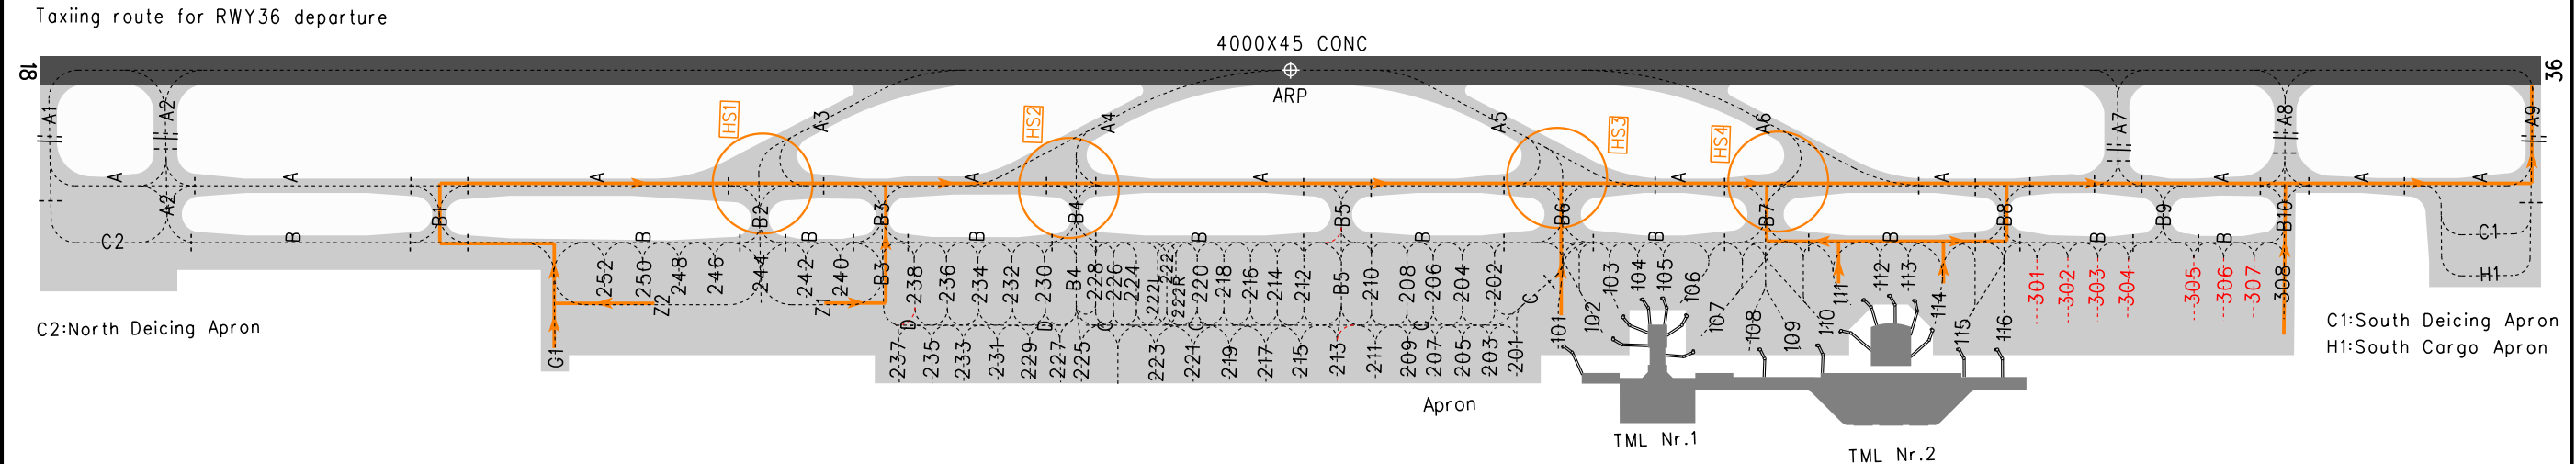 Taxiing route for RWY36 departure
4000X45 CONC
18
36
ARP
A1
A2
HS1
A3
HS2
A4
A5
HS3
HS4
A6
A7
A8
A9
A
A
A
A
A
A
A
A
A
A
A2
B1
B2
B3
B4
B5
B6
B7
B8
B9
B10
C2
B
B
B
B
B
B
B
B
B
B
C1
H1
252
250
248
246
244
242
240
B3
238
236
234
232
230
B4
228
226
224
222L
222
222R
220
218
216
214
212
B5
210
208
206
204
202
C
103
104
105
106
111
112
113
114
301
302
303
304
305
306
307
308
Z2
Z1
G1
D
D
C
C
C
237
235
233
231
229
227
225
223
221
219
217
215
213
211
209
207
205
203
201
101
102
107
108
109
110
115
116
C2:North Deicing Apron
C1:South Deicing Apron
H1:South Cargo Apron
Apron
TML Nr.1
TML Nr.2